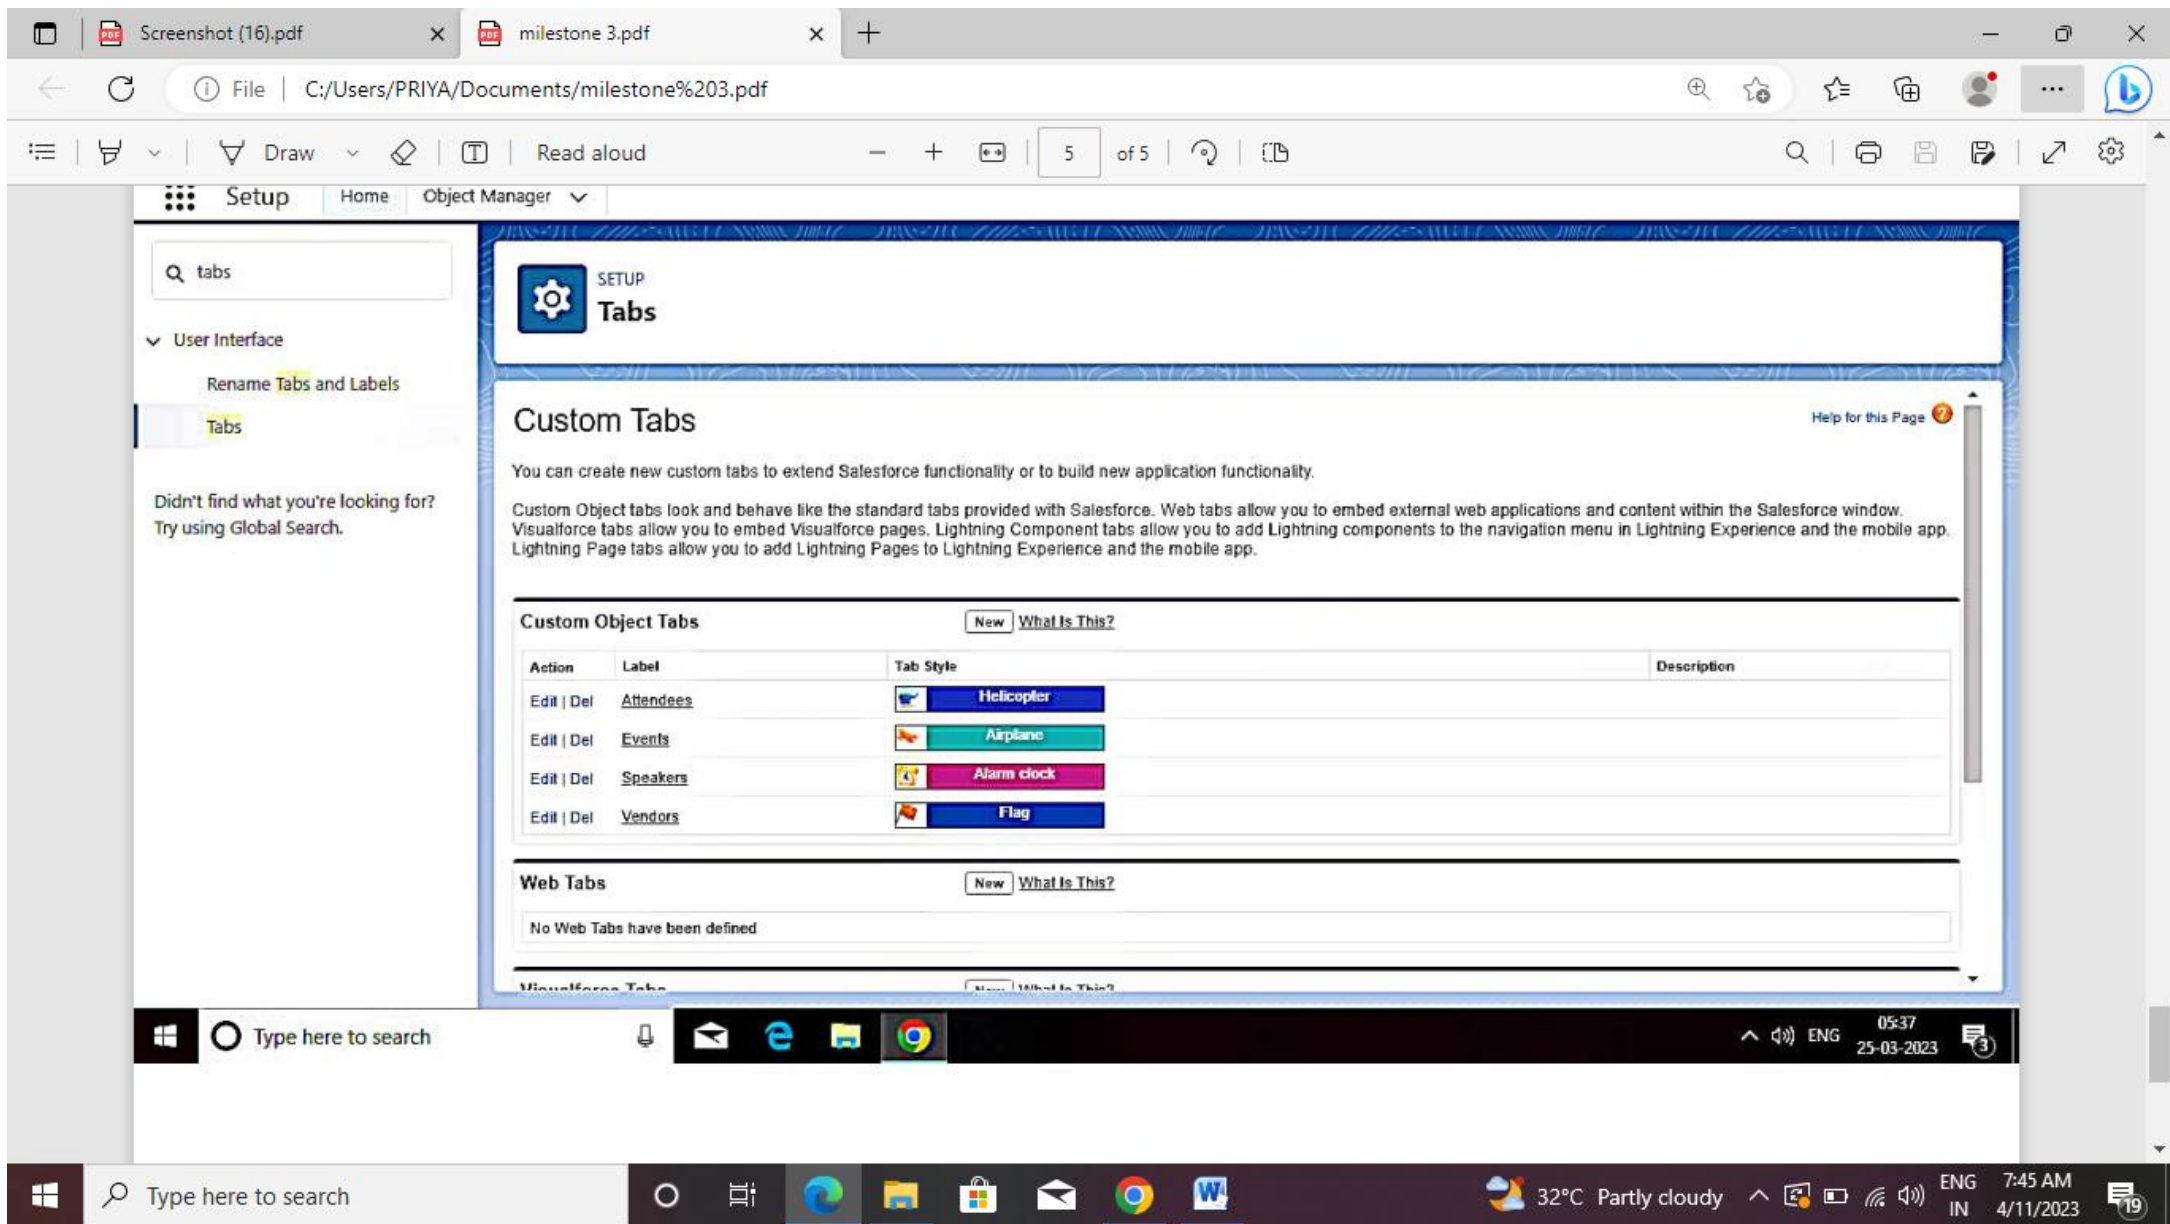 Screenshot (16).pdf
milestone 3.pdf
File
C:/Users/PRIYA/Documents/milestone%203.pdf
Draw
Read aloud
5
of 5
Setup
Home
Object Manager
tabs
User Interface
Rename Tabs and Labels
Tabs
Didn't find what you're looking for?
Try using Global Search.
SETUP
Tabs
Custom Tabs
Help for this Page
You can create new custom tabs to extend Salesforce functionality or to build new application functionality.
Custom Object tabs look and behave like the standard tabs provided with Salesforce. Web tabs allow you to embed external web applications and content within the Salesforce window.
Visualforce tabs allow you to embed Visualforce pages. Lightning Component tabs allow you to add Lightning components to the navigation menu in Lightning Experience and the mobile app.
Lightning Page tabs allow you to add Lightning Pages to Lightning Experience and the mobile app.
Custom Object Tabs
New
What Is This?
Action Label Tab Style Description
Edit | Del Attendees Helicopter
Edit | Del Events Airplane
Edit | Del Speakers Alarm clock
Edit | Del Vendors Flag
Web Tabs
New
What Is This?
No Web Tabs have been defined
Visualforce Tabs
New
What Is This?
Type here to search
ENG
05:37
25-03-2023
3
Type here to search
32°C Partly cloudy
ENG
IN
7:45 AM
4/11/2023
19